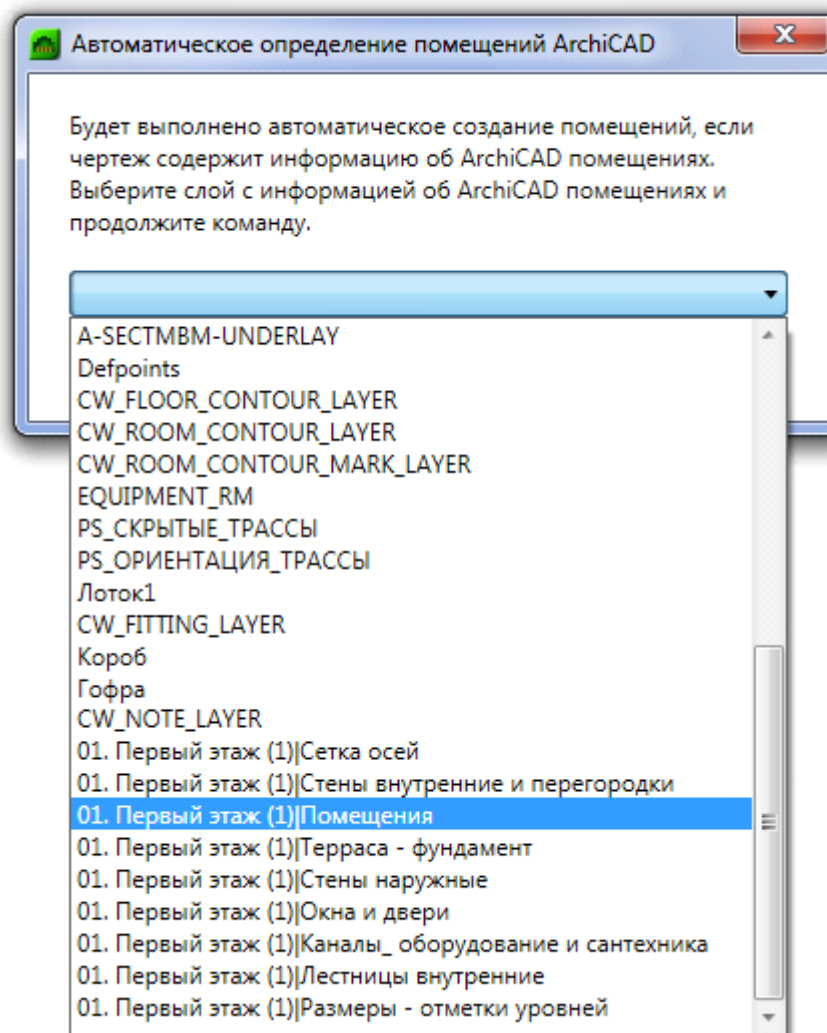 Автоматическое определение помещений ArchiCAD
Будет выполнено автоматическое создание помещений, если
чертеж содержит информацию об ArchiCAD помещениях.
Выберите слой с информацией об ArchiCAD помещениях и
продолжите команду.
A-SECTMBM-UNDERLAY
Defpoints
CW_FLOOR_CONTOUR_LAYER
CW_ROOM_CONTOUR_LAYER
CW_ROOM_CONTOUR_MARK_LAYER
EQUIPMENT_RM
PS_СКРЫТЫЕ_ТРАССЫ
PS_ОРИЕНТАЦИЯ_ТРАССЫ
Лоток1
CW_FITTING_LAYER
Короб
Гофра
CW_NOTE_LAYER
01. Первый этаж (1)|Сетка осей
01. Первый этаж (1)|Стены внутренние и перегородки
01. Первый этаж (1)|Помещения
01. Первый этаж (1)|Терраса - фундамент
01. Первый этаж (1)|Стены наружные
01. Первый этаж (1)|Окна и двери
01. Первый этаж (1)|Каналы_ оборудование и сантехника
01. Первый этаж (1)|Лестницы внутренние
01. Первый этаж (1)|Размеры - отметки уровней